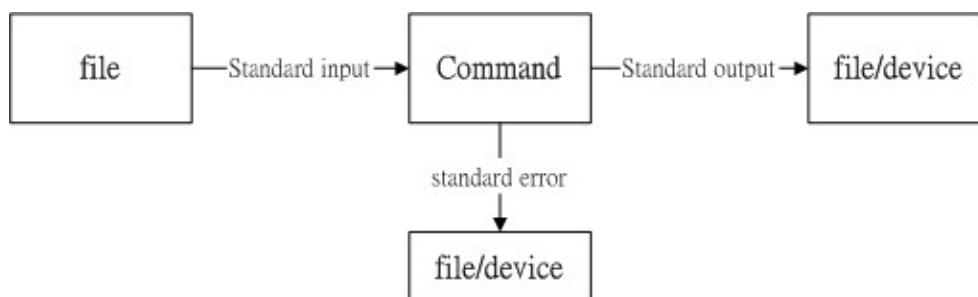 file
Standard input
Command
Standard output
file/device
standard error
file/device